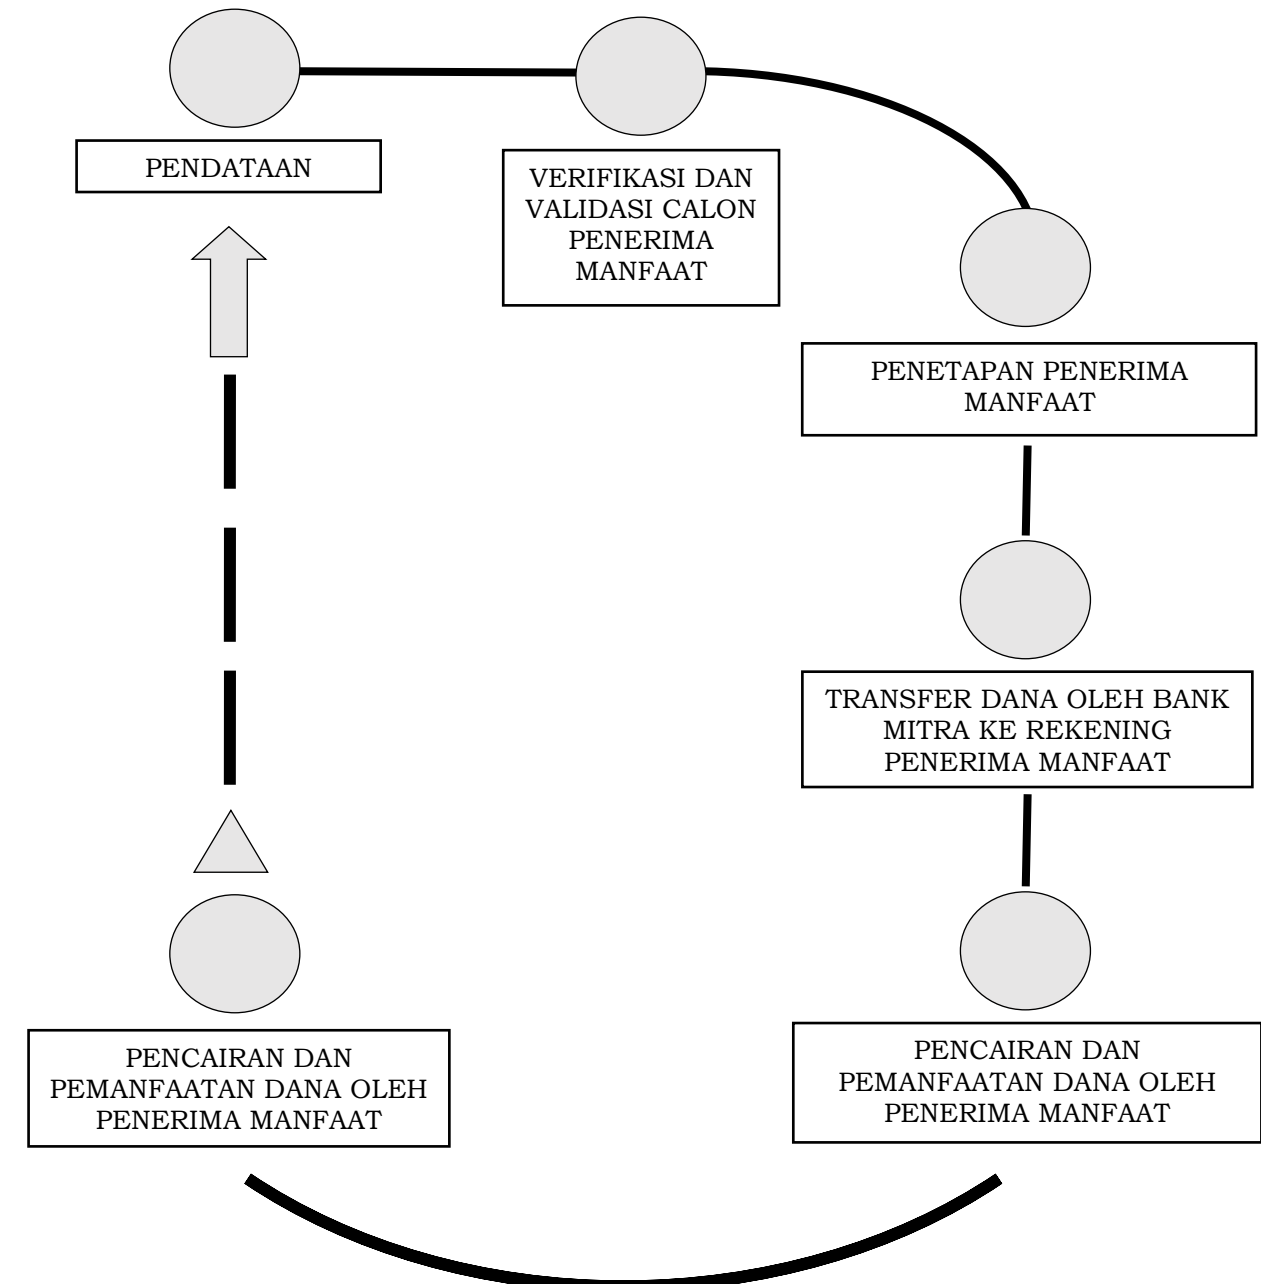 PENDATAAN
VERIFIKASI DAN
VALIDASI CALON
PENERIMA
MANFAAT
PENETAPAN PENERIMA
MANFAAT
TRANSFER DANA OLEH BANK
MITRA KE REKENING
PENERIMA MANFAAT
PENCAIRAN DAN
PEMANFAATAN DANA OLEH
PENERIMA MANFAAT
PENCAIRAN DAN
PEMANFAATAN DANA OLEH
PENERIMA MANFAAT